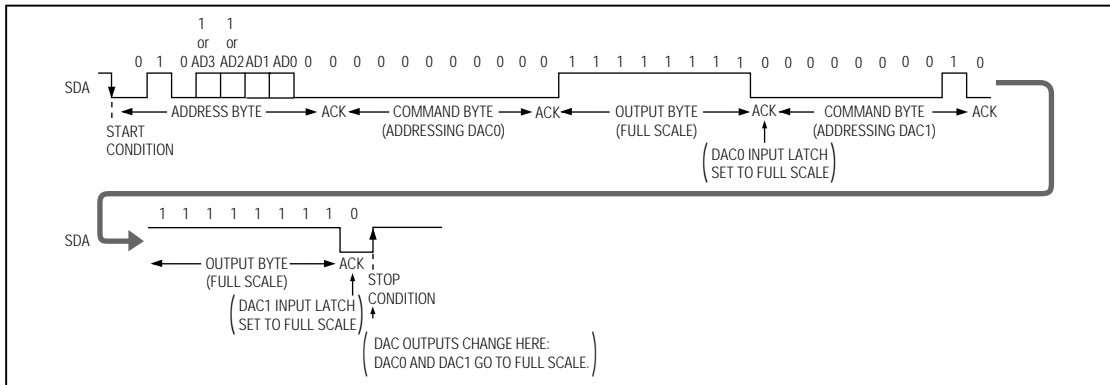 1 1
or or
0 1 0 AD3 AD2 AD1 AD0 0 0 0 0 0 0 0 0 0 0 0 1 1 1 1 1 1 1 1 0 0 0 0 0 0 0 0 1 0
SDA
ADDRESS BYTE ACK COMMAND BYTE ACK OUTPUT BYTE ACK COMMAND BYTE ACK
(ADDRESSING DAC0) (FULL SCALE) (ADDRESSING DAC1)
START
CONDITION
(DAC0 INPUT LATCH
SET TO FULL SCALE)
1 1 1 1 1 1 1 1 0
SDA
OUTPUT BYTE ACK
(FULL SCALE)
STOP
CONDITION
(DAC1 INPUT LATCH
SET TO FULL SCALE)
(DAC OUTPUTS CHANGE HERE:
DAC0 AND DAC1 GO TO FULL SCALE.)